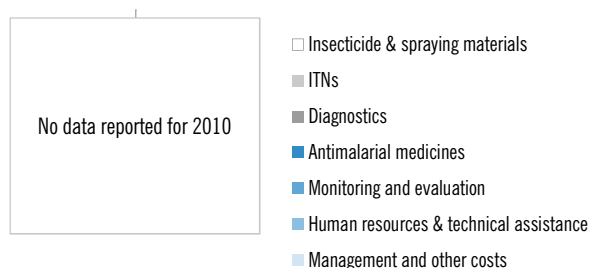 No data reported for 2010
Insecticide & spraying materials
ITNs
Diagnostics
Antimalarial medicines
Monitoring and evaluation
Human resources & technical assistance
Management and other costs